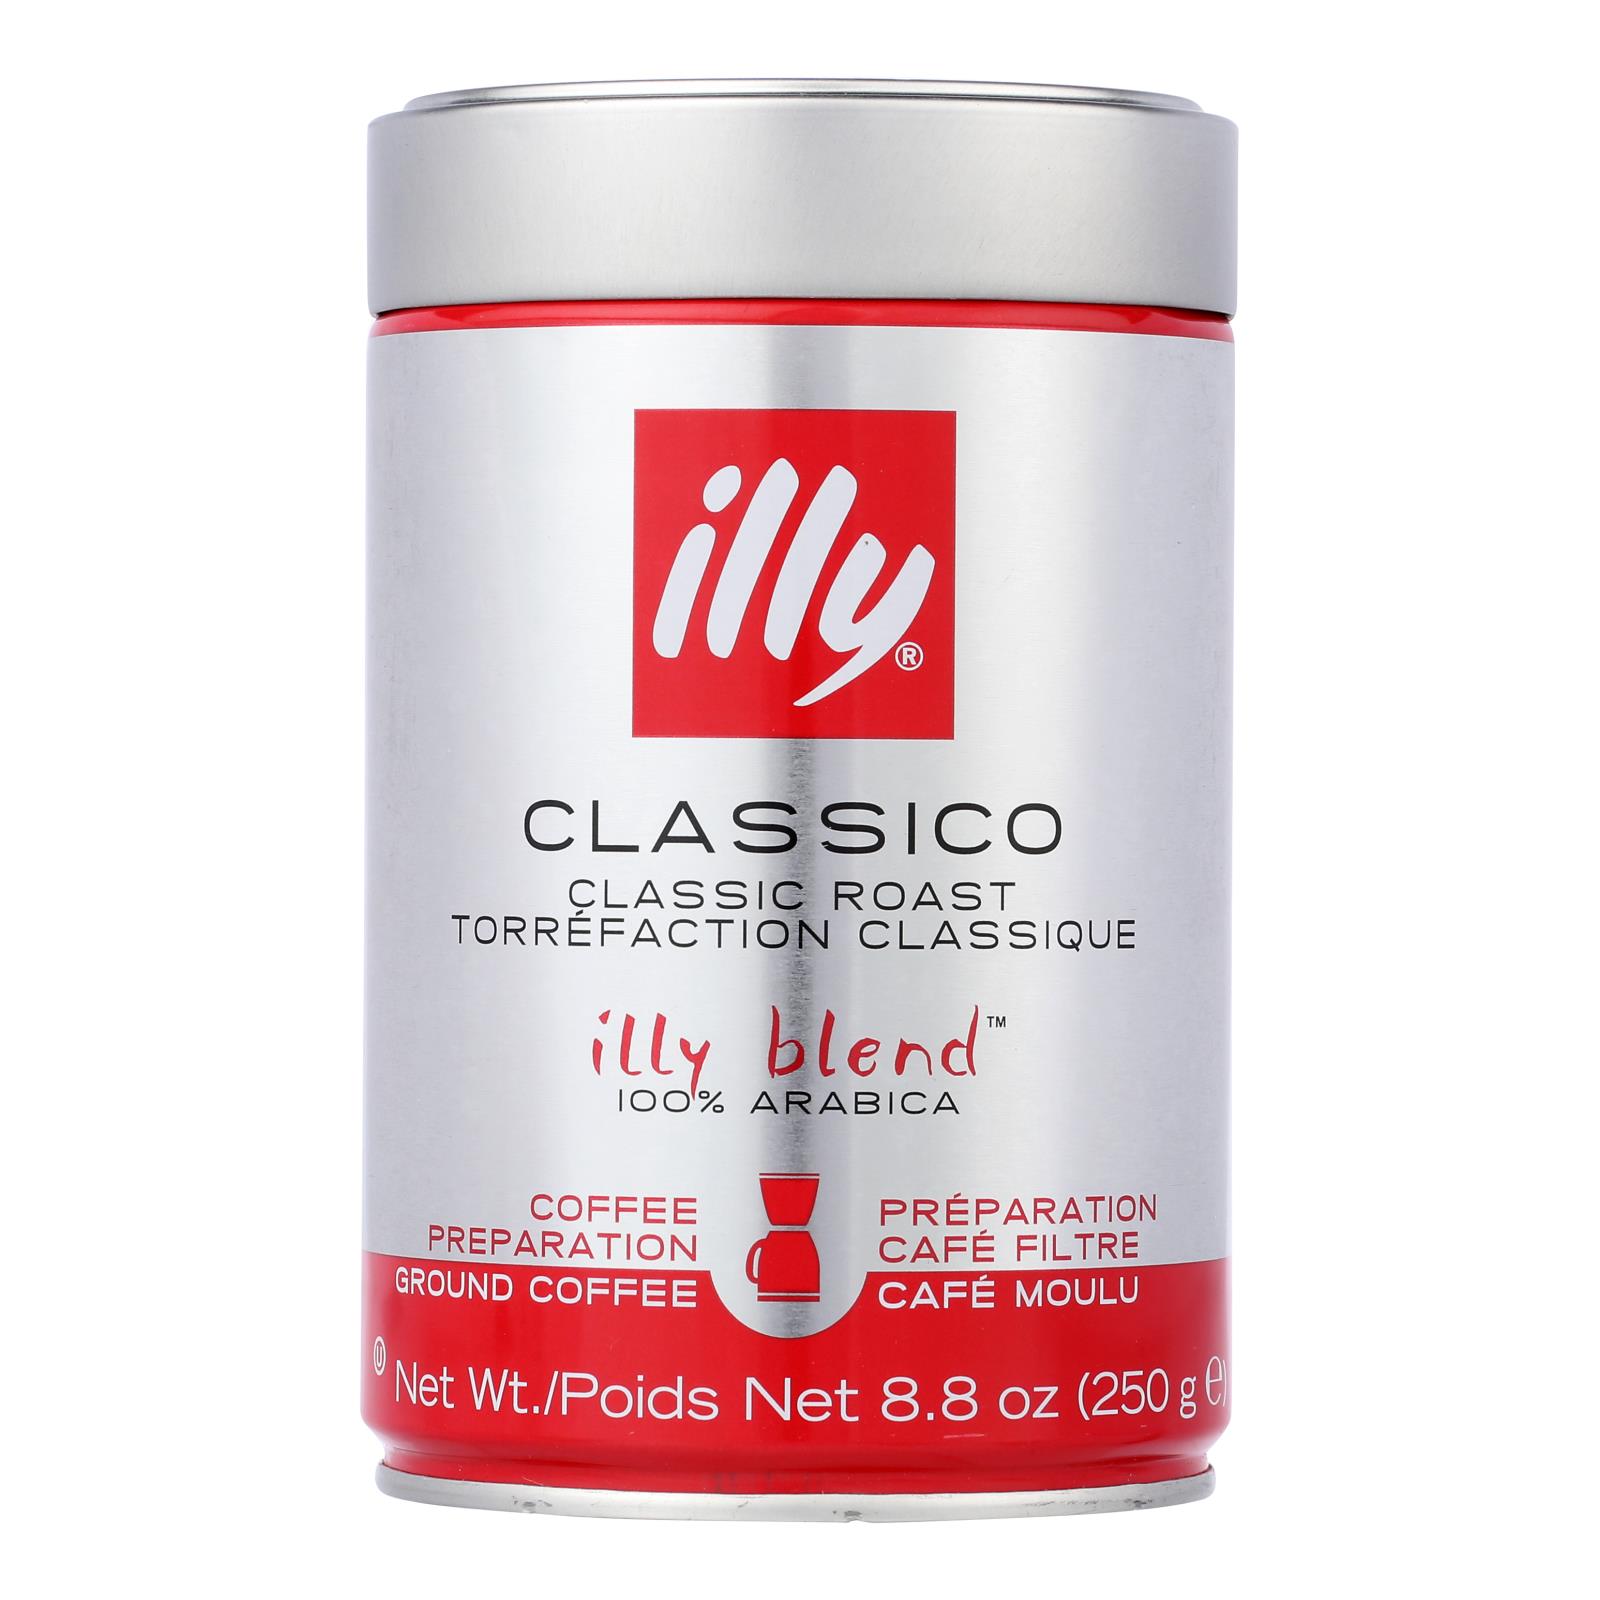 illy®
CLASSICO
CLASSIC ROAST
TORRÉFACTION CLASSIQUE
illy blend™
100% ARABICA
COFFEE
PREPARATION
GROUND COFFEE
PRÉPARATION
CAFÉ FILTRE
CAFÉ MOULU
U
Net Wt./Poids Net 8.8 oz (250 g ℮)